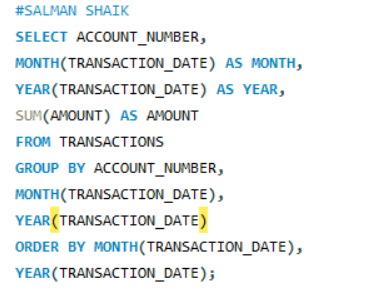 #SALMAN SHAIK
SELECT ACCOUNT_NUMBER,
MONTH(TRANSACTION_DATE) AS MONTH,
YEAR(TRANSACTION_DATE) AS YEAR,
SUM(AMOUNT) AS AMOUNT
FROM TRANSACTIONS
GROUP BY ACCOUNT_NUMBER,
MONTH(TRANSACTION_DATE),
YEAR(TRANSACTION_DATE)
ORDER BY MONTH(TRANSACTION_DATE),
YEAR(TRANSACTION_DATE);